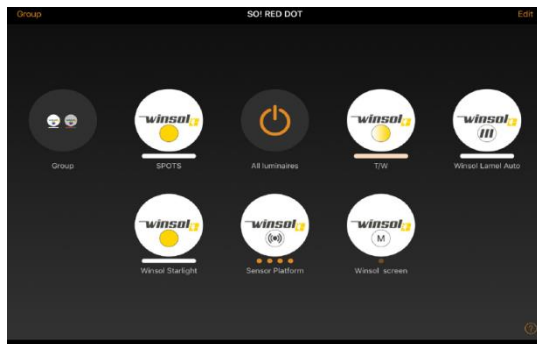 Group
SO! RED DOT
Edit
winsol
winsol
winsol
Group
SPOTS
All luminaires
T/W
Winsol Lamel Auto
winsol
winsol
winsol
M
Winsol Starlight
Sensor Platform
Winsol screen
?